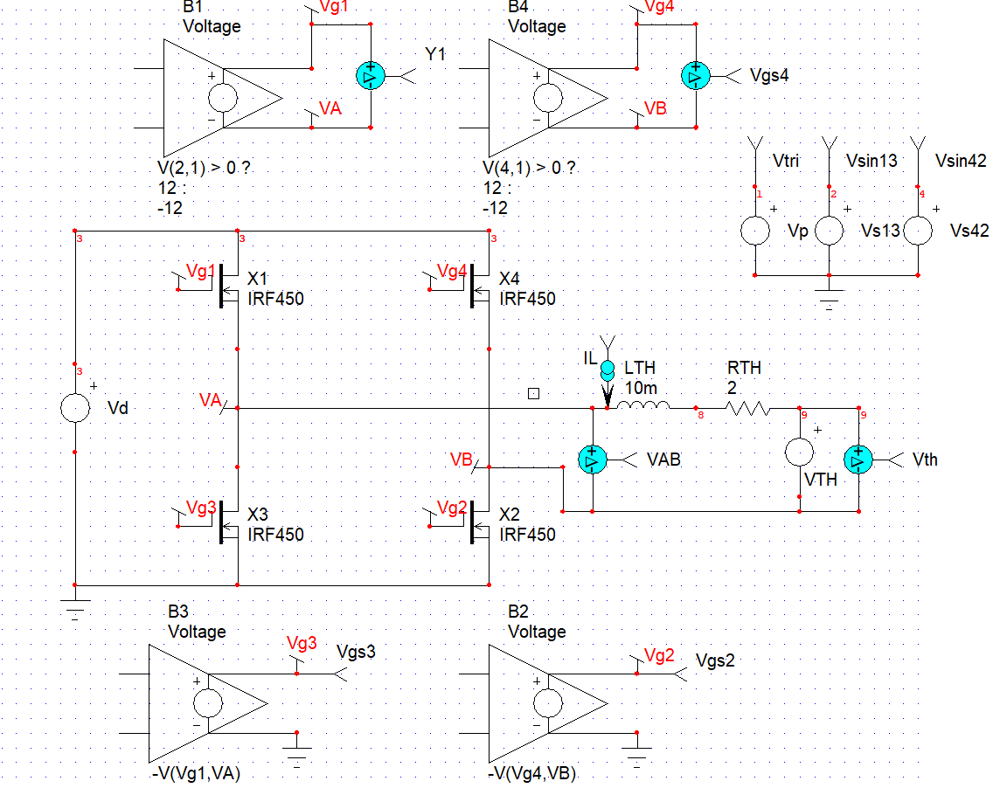 B1
Voltage
Vg1
Y1
VA
V(2,1) > 0 ?
12 :
-12
B4
Voltage
Vg4
Vgs4
VB
V(4,1) > 0 ?
12 :
-12
Vtri
Vsin13
Vsin42
1
2
4
+
+
+
Vp
Vs13
Vs42
3
3
3
Vg1
X1
IRF450
Vg4
X4
IRF450
3
+
Vd
VA
IL
LTH
10m
RTH
2
8
9
9
+
VB
VAB
VTH
Vth
Vg3
X3
IRF450
Vg2
X2
IRF450
B3
Voltage
Vg3
Vgs3
-V(Vg1,VA)
B2
Voltage
Vg2
Vgs2
-V(Vg4,VB)